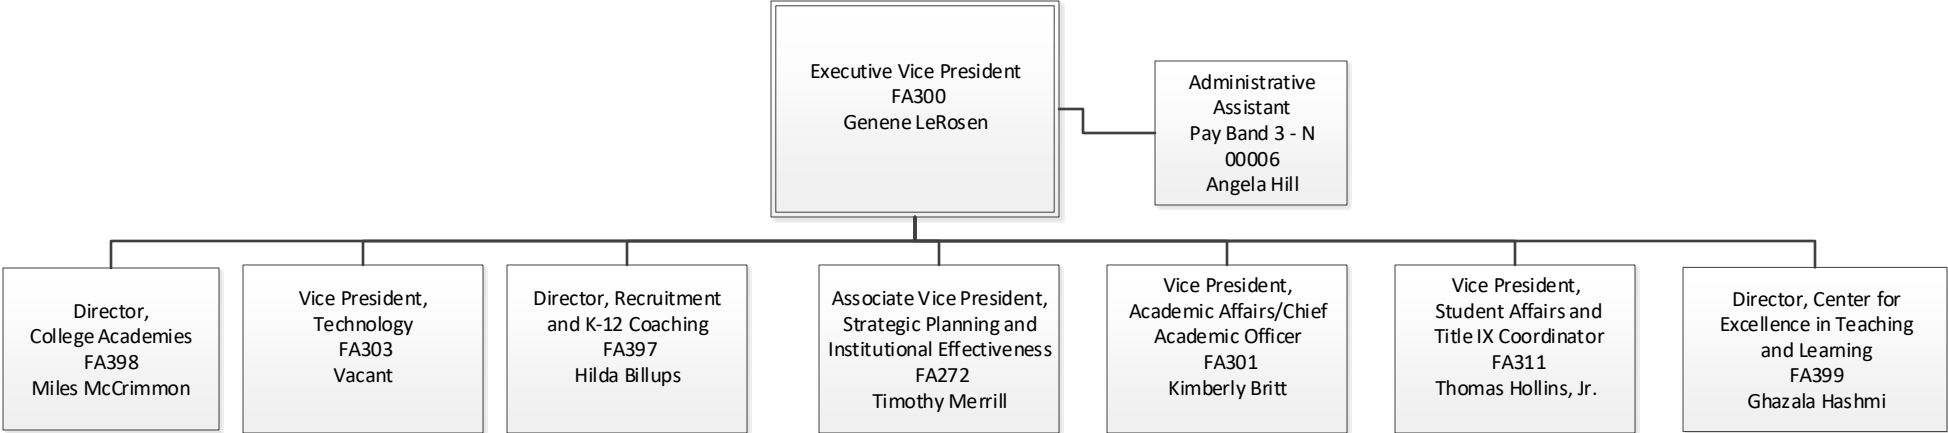 Executive Vice President
FA300
Genene LeRosen
Administrative
Assistant
Pay Band 3 - N
00006
Angela Hill
Director,
College Academies
FA398
Miles McCrimmon
Vice President,
Technology
FA303
Vacant
Director, Recruitment
and K-12 Coaching
FA397
Hilda Billups
Associate Vice President,
Strategic Planning and
Institutional Effectiveness
FA272
Timothy Merrill
Vice President,
Academic Affairs/Chief
Academic Officer
FA301
Kimberly Britt
Vice President,
Student Affairs and
Title IX Coordinator
FA311
Thomas Hollins, Jr.
Director, Center for
Excellence in Teaching
and Learning
FA399
Ghazala Hashmi